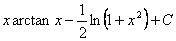 x arctan x − 1/2 ln(1 + x²) + C